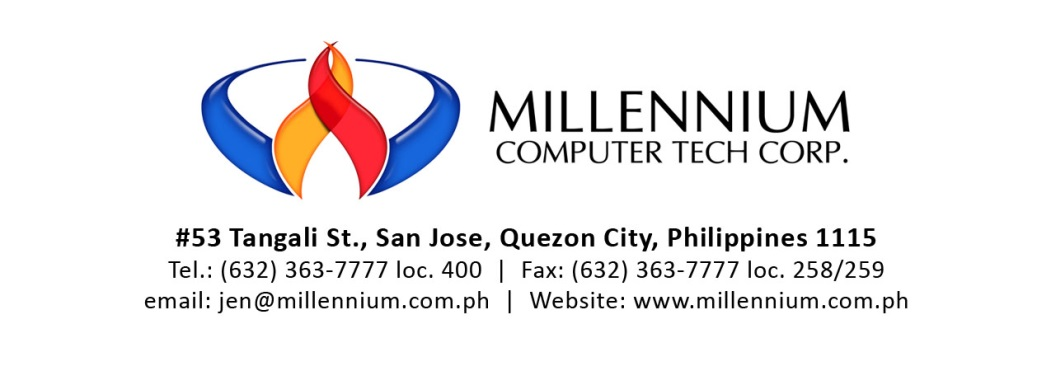 MILLENNIUM
COMPUTER TECH CORP.
#53 Tangali St., San Jose, Quezon City, Philippines 1115
Tel.: (632) 363-7777 loc. 400 | Fax: (632) 363-7777 loc. 258/259
email: jen@millennium.com.ph | Website: www.millennium.com.ph